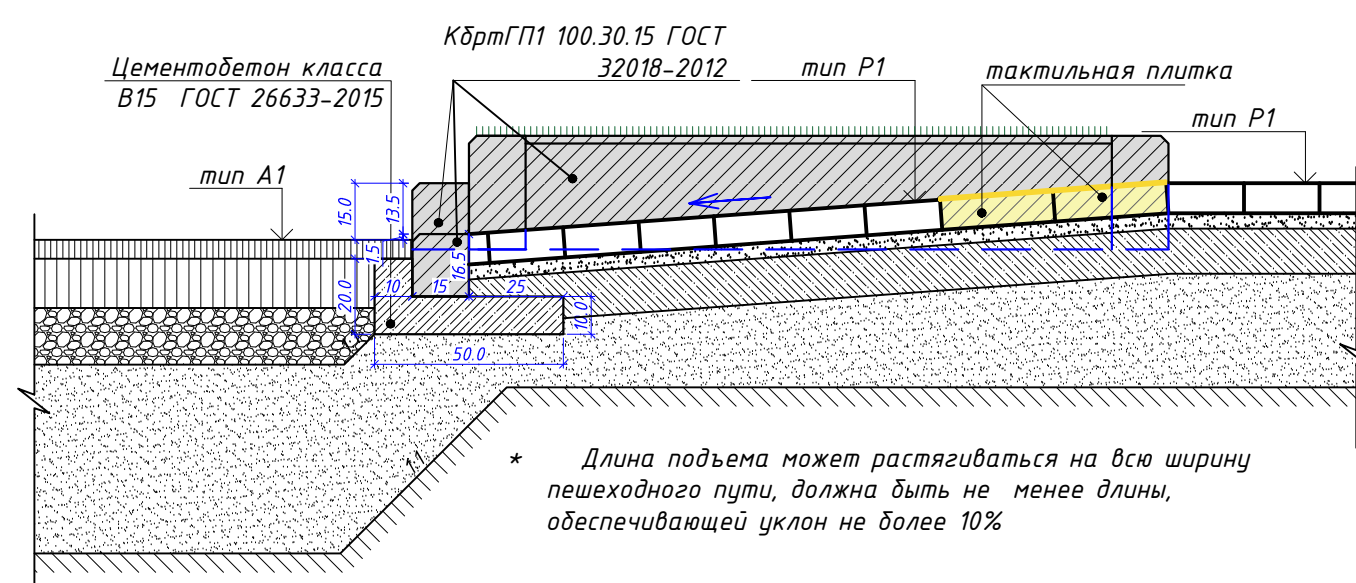 КбртГП1 100.30.15 ГОСТ
32018-2012
Цементобетон класса
В15 ГОСТ 26633-2015
тип Р1
тактильная плитка
тип Р1
тип А1
15.0
13.5
1.5
16.5
20.0
10
15
25
10.0
50.0
1:1
* Длина подъема может растягиваться на всю ширину
пешеходного пути, должна быть не менее длины,
обеспечивающей уклон не более 10%